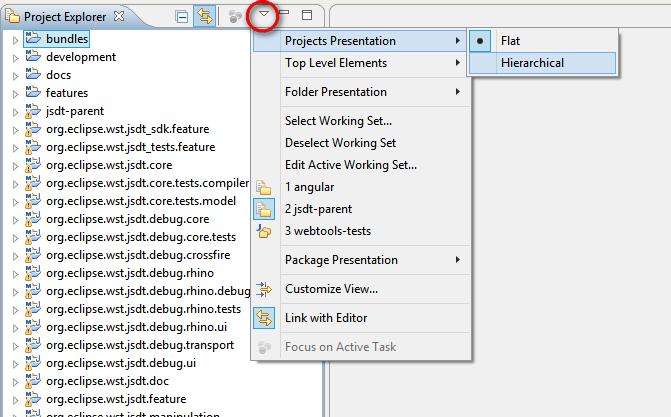 Project Explorer
bundles
development
docs
features
jsdt-parent
org.eclipse.wst.jsdt_sdk.feature
org.eclipse.wst.jsdt_tests.feature
org.eclipse.wst.jsdt.core
org.eclipse.wst.jsdt.core.tests.compiler
org.eclipse.wst.jsdt.core.tests.model
org.eclipse.wst.jsdt.debug.core
org.eclipse.wst.jsdt.debug.core.tests
org.eclipse.wst.jsdt.debug.crossfire
org.eclipse.wst.jsdt.debug.rhino
org.eclipse.wst.jsdt.debug.rhino.debug
org.eclipse.wst.jsdt.debug.rhino.tests
org.eclipse.wst.jsdt.debug.rhino.ui
org.eclipse.wst.jsdt.debug.transport
org.eclipse.wst.jsdt.debug.ui
org.eclipse.wst.jsdt.doc
org.eclipse.wst.jsdt.feature
org.eclipse.wst.jsdt.manipulation
Projects Presentation
Top Level Elements
Folder Presentation
Select Working Set...
Deselect Working Set
Edit Active Working Set...
1 angular
2 jsdt-parent
3 webtools-tests
Package Presentation
Customize View...
Link with Editor
Focus on Active Task
Flat
Hierarchical